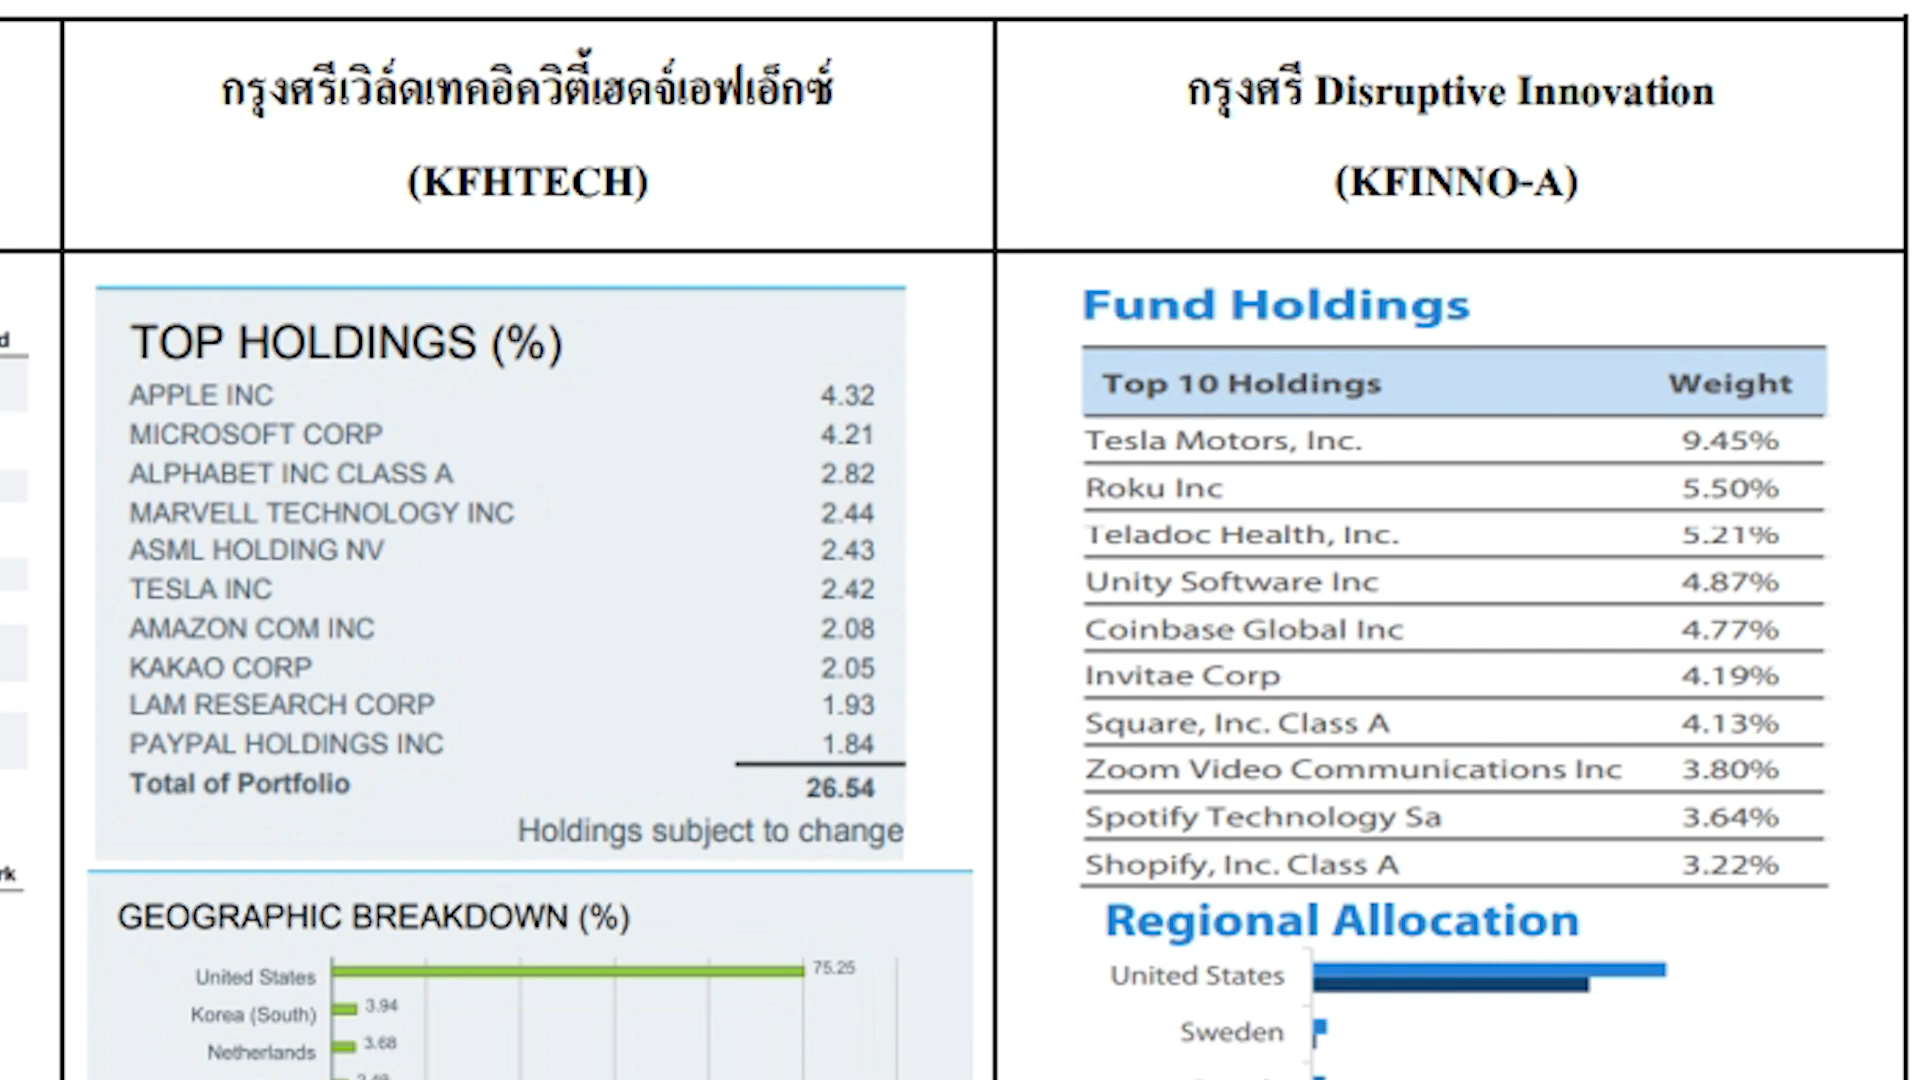 กรุงศรีเวิล์ดเทคอิควิตี้เฮดจ์เอฟเอ็กซ์
(KFHTECH)
กรุงศรี Disruptive Innovation
(KFINNO-A)
TOP HOLDINGS (%)
APPLE INC 4.32
MICROSOFT CORP 4.21
ALPHABET INC CLASS A 2.82
MARVELL TECHNOLOGY INC 2.44
ASML HOLDING NV 2.43
TESLA INC 2.42
AMAZON COM INC 2.08
KAKAO CORP 2.05
LAM RESEARCH CORP 1.93
PAYPAL HOLDINGS INC 1.84
Total of Portfolio 26.54
Holdings subject to change
GEOGRAPHIC BREAKDOWN (%)
United States 75.25
Korea (South) 3.94
Netherlands 3.68
Fund Holdings
Top 10 Holdings Weight
Tesla Motors, Inc. 9.45%
Roku Inc 5.50%
Teladoc Health, Inc. 5.21%
Unity Software Inc 4.87%
Coinbase Global Inc 4.77%
Invitae Corp 4.19%
Square, Inc. Class A 4.13%
Zoom Video Communications Inc 3.80%
Spotify Technology Sa 3.64%
Shopify, Inc. Class A 3.22%
Regional Allocation
United States
Sweden